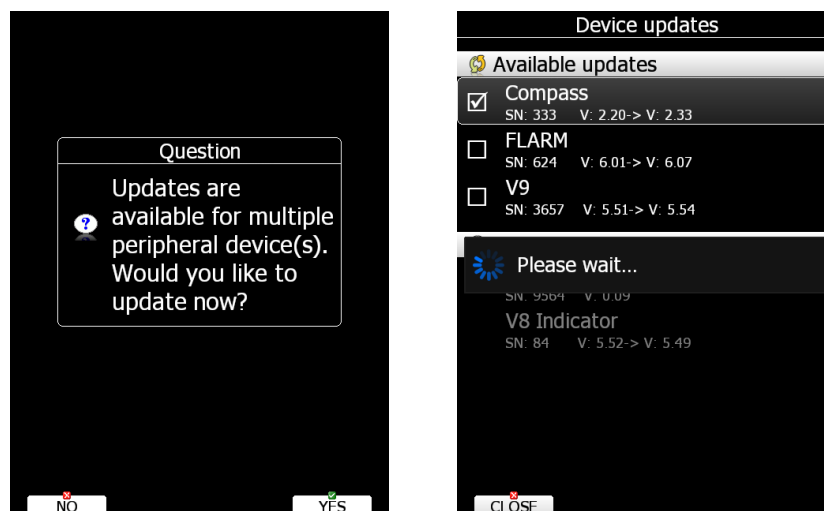 Question
Updates are
available for multiple
peripheral device(s).
Would you like to
update now?
NO
YES
Device updates
Available updates
Compass
SN: 333 V: 2.20-> V: 2.33
FLARM
SN: 624 V: 6.01-> V: 6.07
V9
SN: 3657 V: 5.51-> V: 5.54
Please wait...
SN: 9564 V: 0.09
V8 Indicator
SN: 84 V: 5.52-> V: 5.49
CLOSE